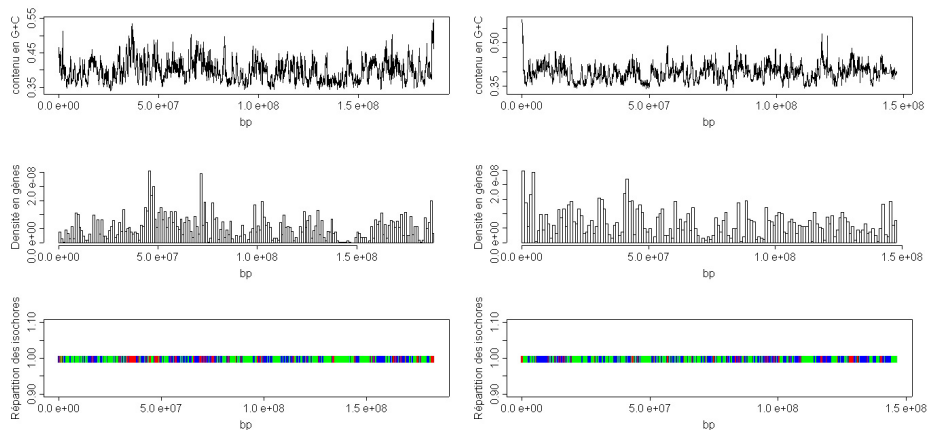 contenu en G+C
0.35 0.45 0.55
0.0 e+00 5.0 e+07 1.0 e+08 1.5 e+08
bp
contenu en G+C
0.35 0.50
0.0 e+00 5.0 e+07 1.0 e+08 1.5 e+08
bp
Densité en gènes
0.0 e+00 2.0 e-08
0.0 e+00 5.0 e+07 1.0 e+08 1.5 e+08
bp
Densité en gènes
0.0 e+00 2.0 e-08
0.0 e+00 5.0 e+07 1.0 e+08 1.5 e+08
bp
Répartition des isochores
0.90 1.00 1.10
0.0 e+00 5.0 e+07 1.0 e+08 1.5 e+08
bp
Répartition des isochores
0.90 1.00 1.10
0.0 e+00 5.0 e+07 1.0 e+08 1.5 e+08
bp